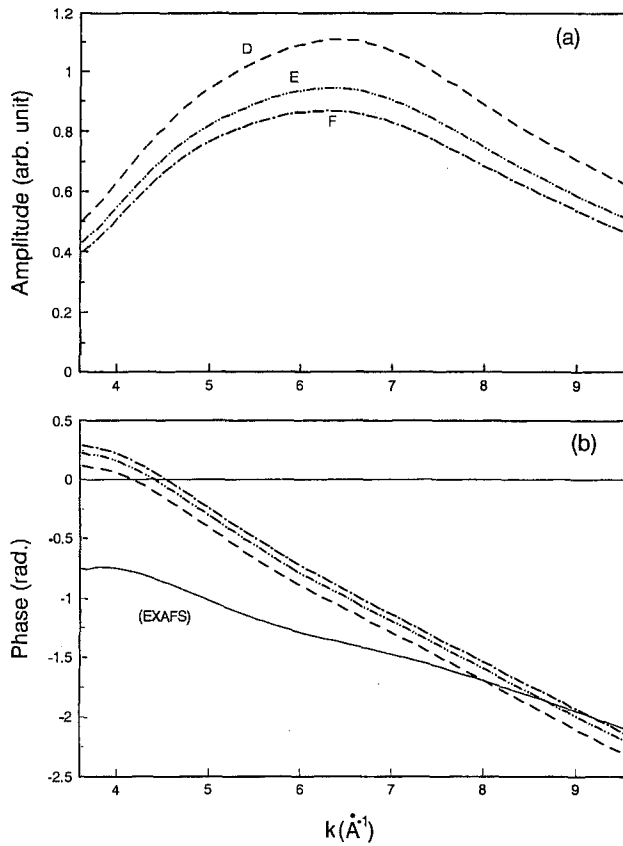 1.2
(a)
D
1
E
0.8
F
0.6
0.4
0.2
0
4 5 6 7 8 9
Amplitude (arb. unit)
0.5
(b)
0
-0.5
(EXAFS)
-1
-1.5
-2
-2.5
4 5 6 7 8 9
Phase (rad.)
k (Å⁻¹)